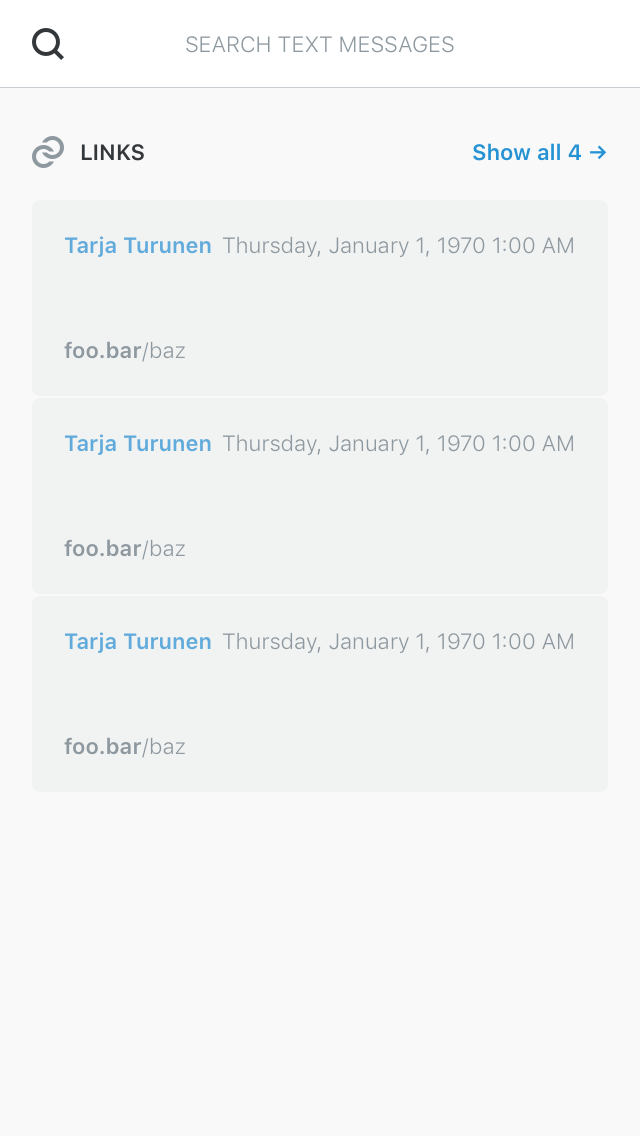 SEARCH TEXT MESSAGES
LINKS Show all 4 →
Tarja Turunen Thursday, January 1, 1970 1:00 AM
foo.bar/baz
Tarja Turunen Thursday, January 1, 1970 1:00 AM
foo.bar/baz
Tarja Turunen Thursday, January 1, 1970 1:00 AM
foo.bar/baz